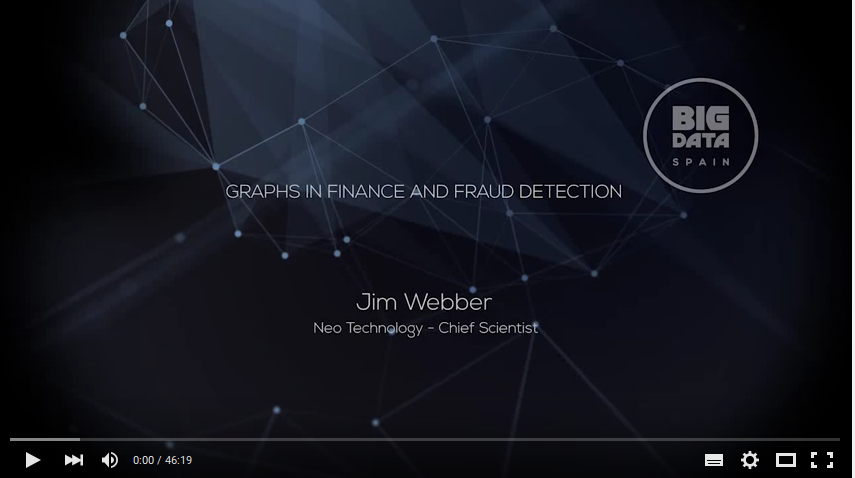 BIG
DATA
SPAIN
GRAPHS IN FINANCE AND FRAUD DETECTION
Jim Webber
Neo Technology - Chief Scientist
0:00 / 46:19